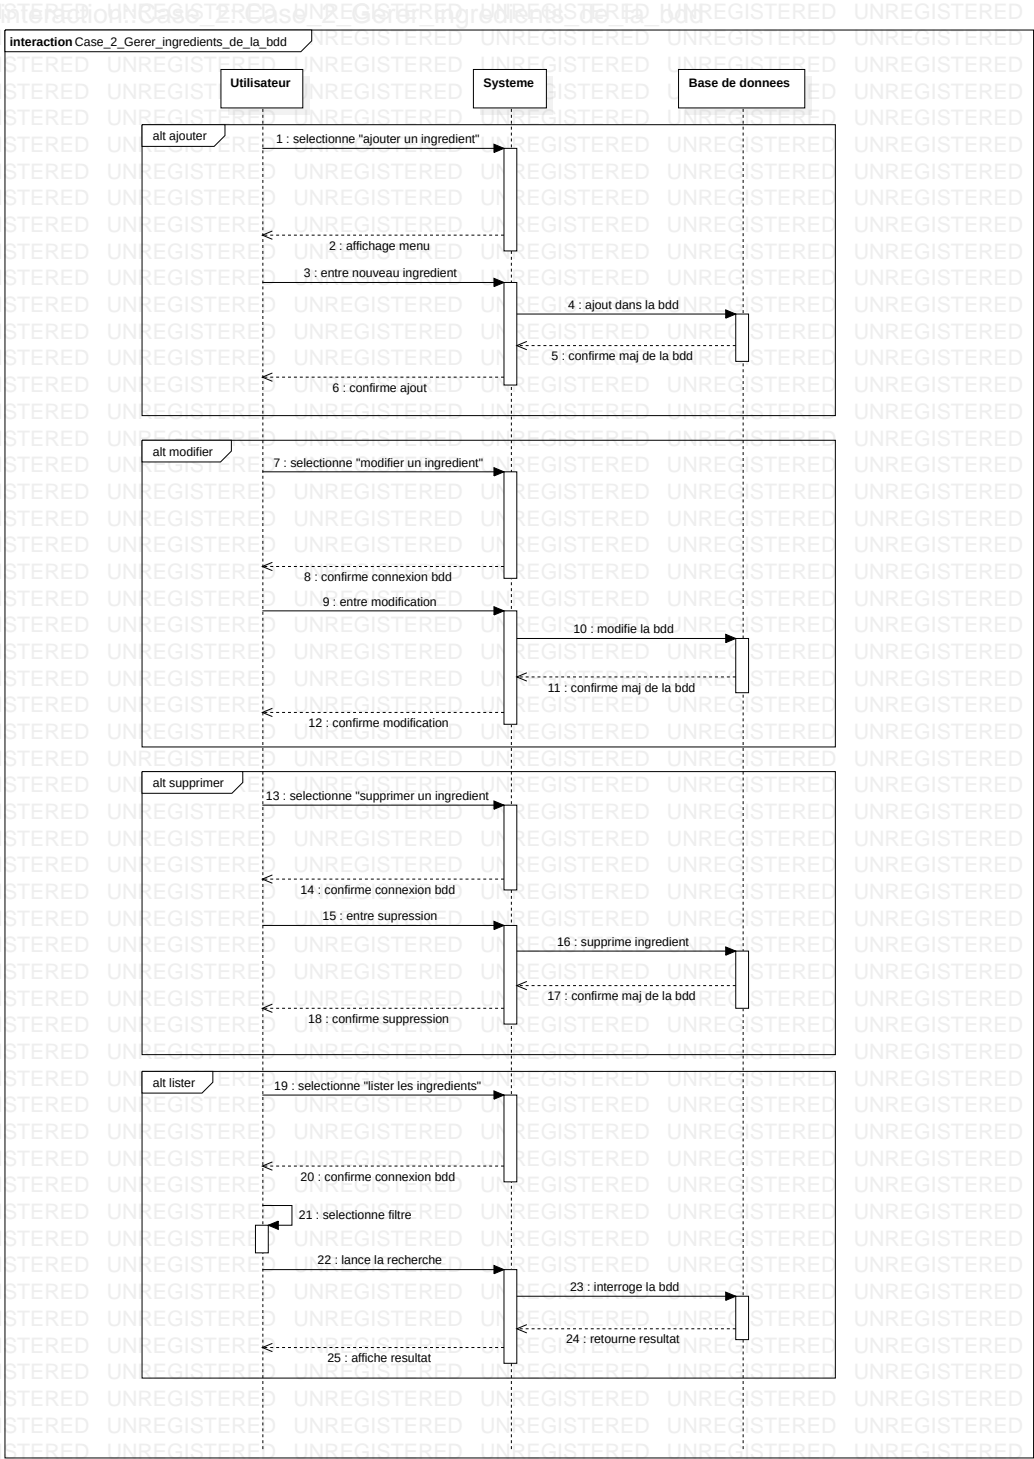 interaction Case_2_Gerer_ingredients_de_la_bdd
Utilisateur
Systeme
Base de donnees
alt ajouter
1 : selectionne "ajouter un ingredient"
2 : affichage menu
3 : entre nouveau ingredient
4 : ajout dans la bdd
5 : confirme maj de la bdd
6 : confirme ajout
alt modifier
7 : selectionne "modifier un ingredient"
8 : confirme connexion bdd
9 : entre modification
10 : modifie la bdd
11 : confirme maj de la bdd
12 : confirme modification
alt supprimer
13 : selectionne "supprimer un ingredient
14 : confirme connexion bdd
15 : entre supression
16 : supprime ingredient
17 : confirme maj de la bdd
18 : confirme suppression
alt lister
19 : selectionne "lister les ingredients"
20 : confirme connexion bdd
21 : selectionne filtre
22 : lance la recherche
23 : interroge la bdd
24 : retourne resultat
25 : affiche resultat
UNREGISTERED